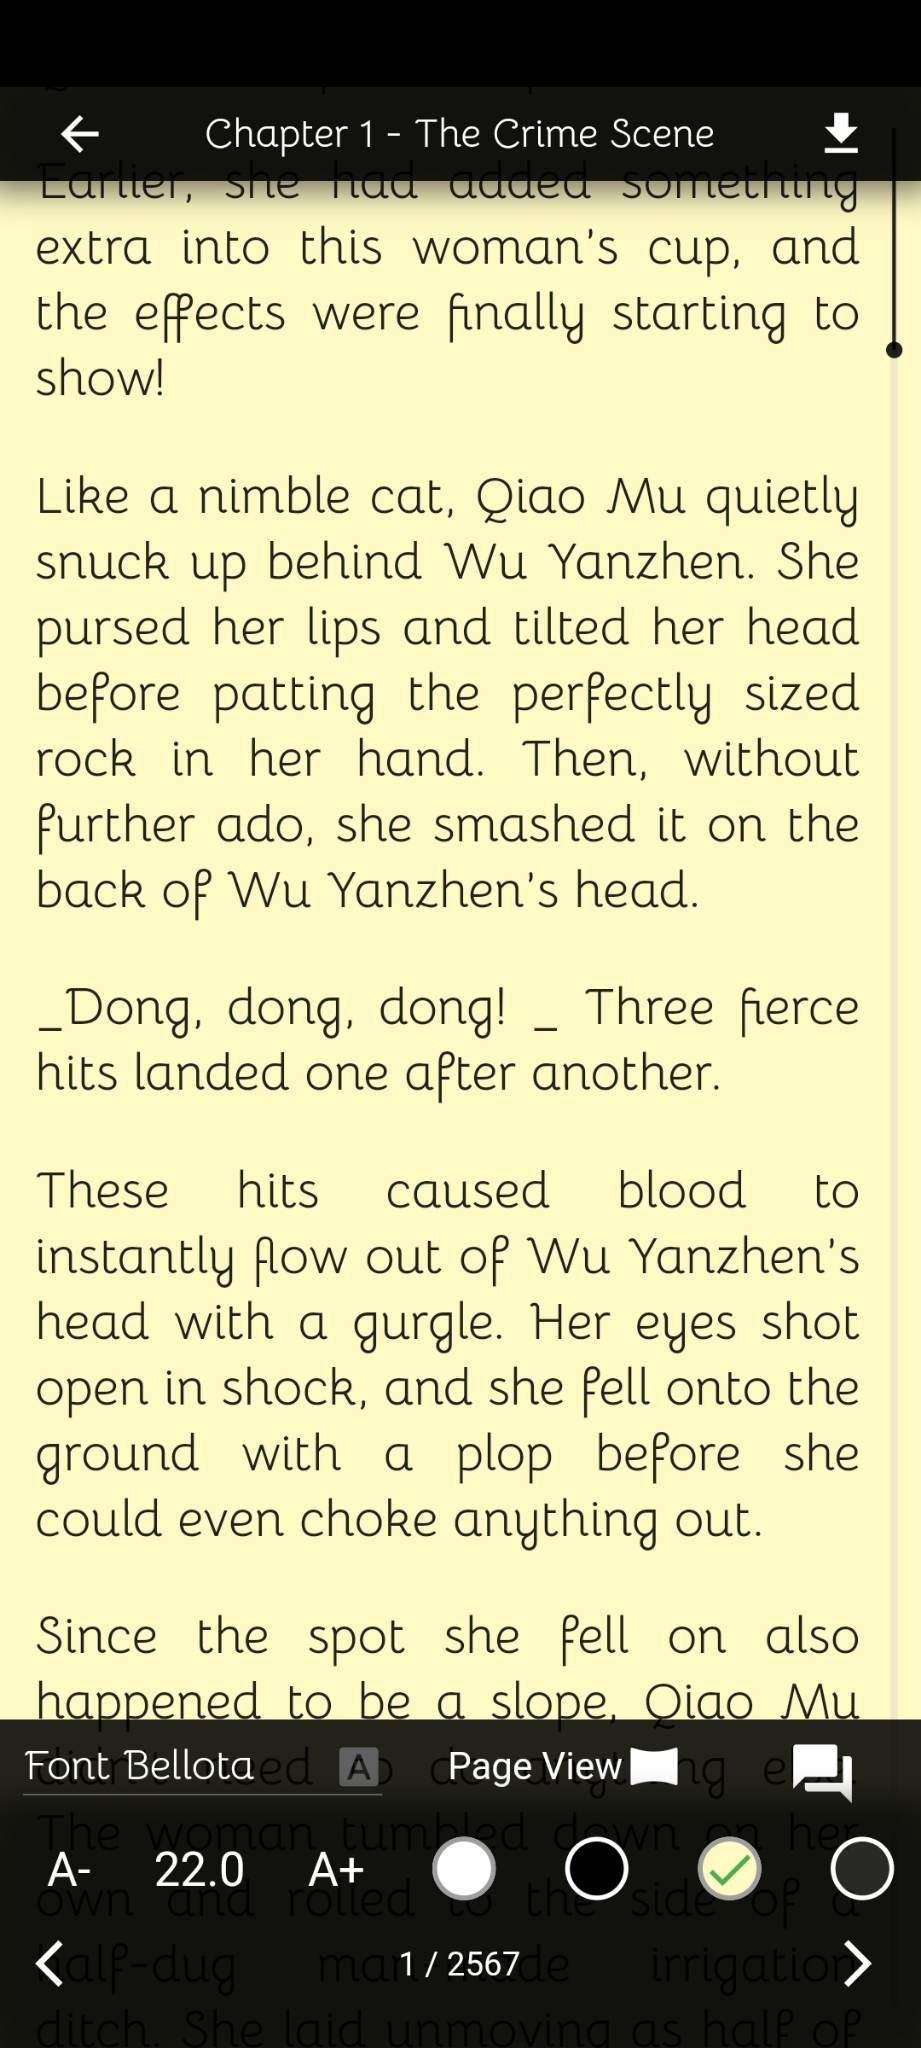 Chapter 1 - The Crime Scene
Earlier, she had added something
extra into this woman's cup, and
the effects were finally starting to
show!
Like a nimble cat, Qiao Mu quietly
snuck up behind Wu Yanzhen. She
pursed her lips and tilted her head
before patting the perfectly sized
rock in her hand. Then, without
further ado, she smashed it on the
back of Wu Yanzhen's head.
_Dong, dong, dong! _ Three fierce
hits landed one after another.
These hits caused blood to
instantly flow out of Wu Yanzhen's
head with a gurgle. Her eyes shot
open in shock, and she fell onto the
ground with a plop before she
could even choke anything out.
Since the spot she fell on also
happened to be a slope, Qiao Mu
need
Font Bellota A Page View
The woman tumbled down on her
A- 22.0 A+
own and rolled to the side of a
irrigation
1 / 2567
ditch. She laid unmoving as half of